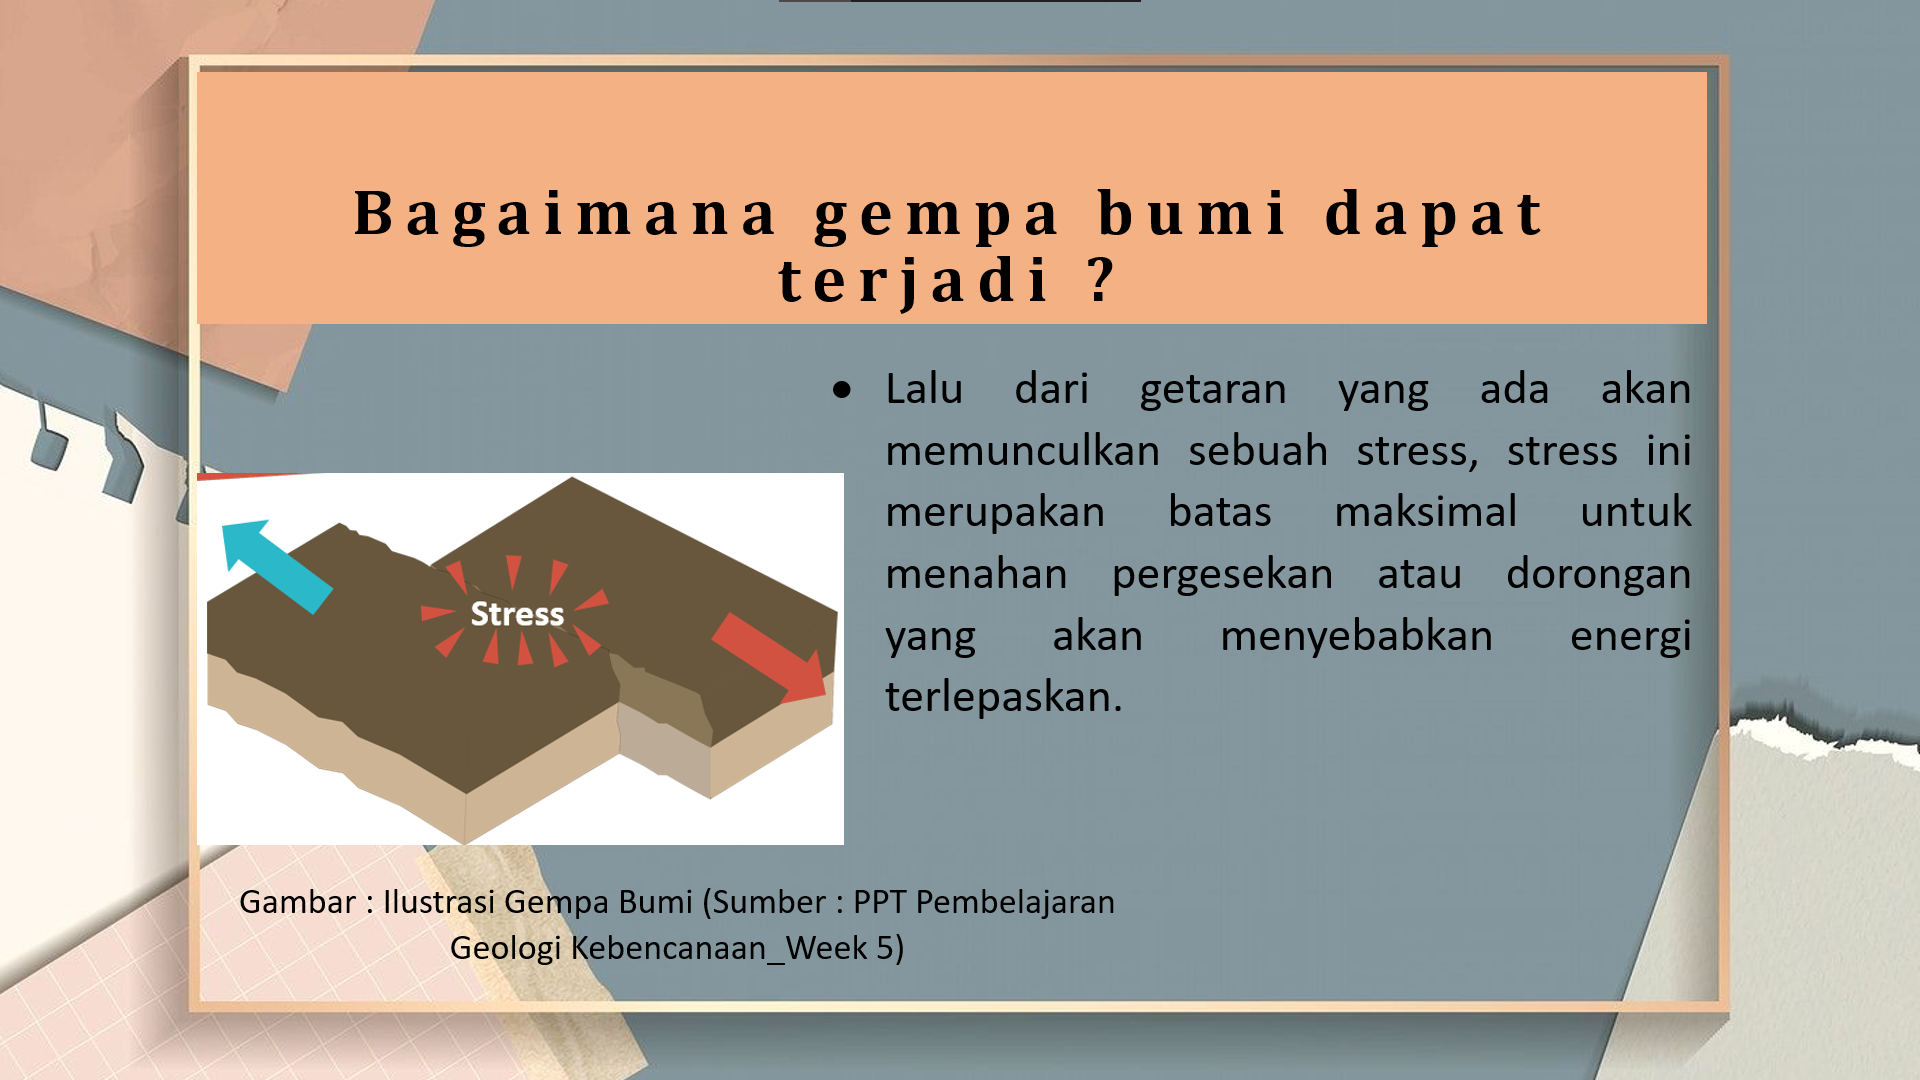 Bagaimana gempa bumi dapat
terjadi ?
● Lalu dari getaran yang ada akan
memunculkan sebuah stress, stress ini
merupakan batas maksimal untuk
menahan pergesekan atau dorongan
yang akan menyebabkan energi
terlepaskan.
Stress
Gambar : Ilustrasi Gempa Bumi (Sumber : PPT Pembelajaran
Geologi Kebencanaan_Week 5)